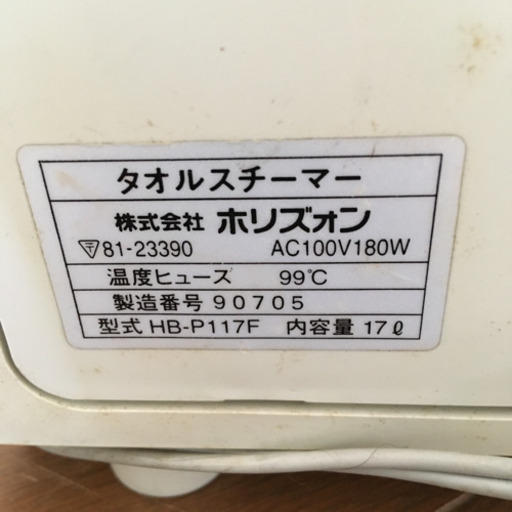 タオルスチーマー
株式会社 ホリズォン
〒81-23390 AC100V180W
温度ヒューズ 99℃
製造番号 90705
型式 HB-P117F 内容量 17ℓ